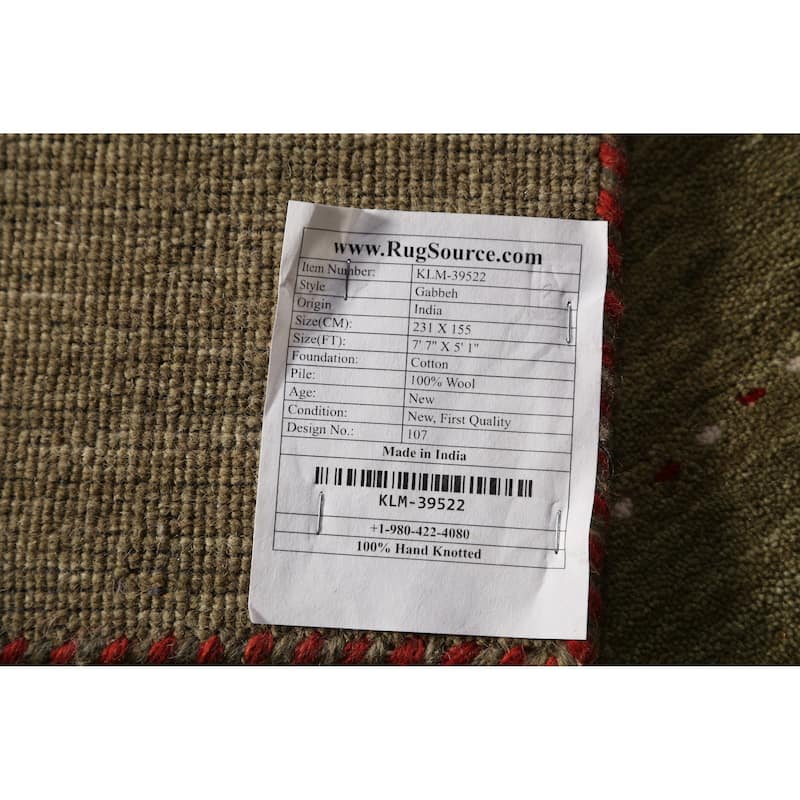 www.RugSource.com
Item Number: KLM-39522
Style Gabbeh
Origin India
Size(CM): 231 X 155
Size(FT): 7' 7" X 5' 1"
Foundation: Cotton
Pile: 100% Wool
Age: New
Condition: New, First Quality
Design No.: 107
Made in India
KLM-39522
+1-980-422-4080
100% Hand Knotted